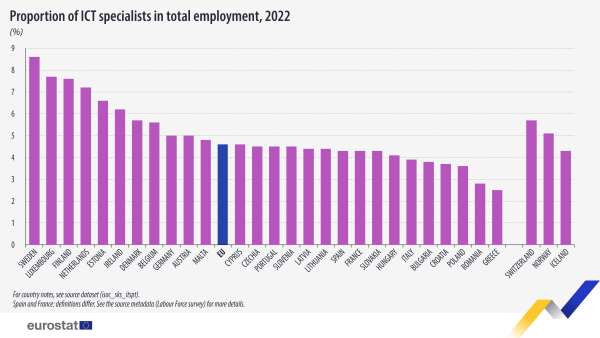 Proportion of ICT specialists in total employment, 2022
(%)
9
8
7
6
5
4
3
2
1
0
SWEDEN
LUXEMBOURG
FINLAND
NETHERLANDS
ESTONIA
IRELAND
DENMARK
BELGIUM
GERMANY
AUSTRIA
MALTA
EU
CYPRUS
CZECHIA
PORTUGAL
SLOVENIA
LATVIA
LITHUANIA
SPAIN
FRANCE
SLOVAKIA
HUNGARY
ITALY
BULGARIA
CROATIA
POLAND
ROMANIA
GREECE
SWITZERLAND
NORWAY
ICELAND
For country notes, see source dataset (isoc_sks_itspt).
Spain and France: definitions differ. See the source metadata (Labour Force survey) for more details.
eurostat